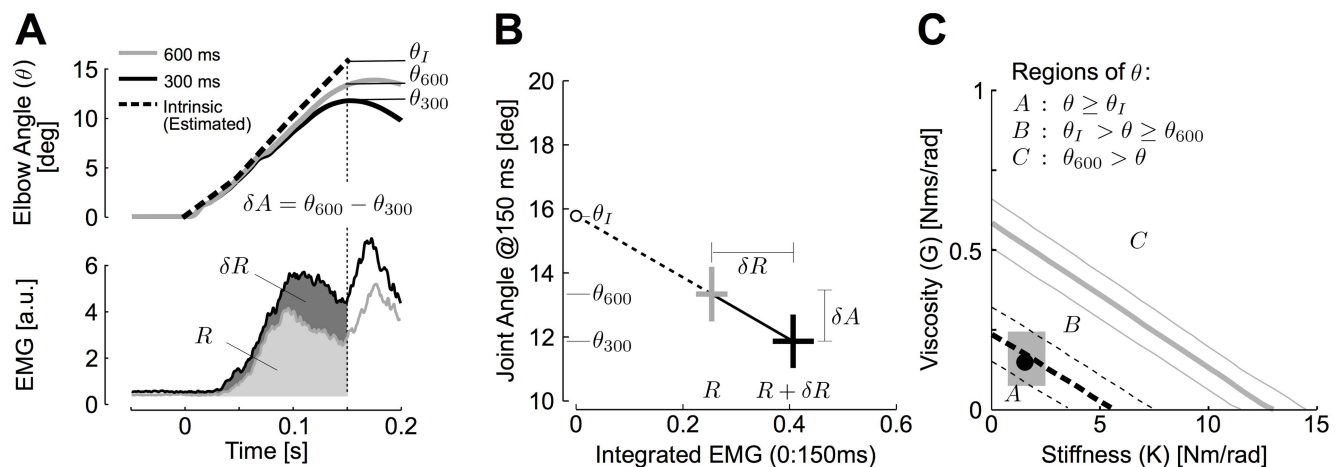 A
600 ms
300 ms
Intrinsic
(Estimated)
θ_I
θ_600
θ_300
Elbow Angle (θ)
[deg]
15
10
5
0
δA = θ_600 − θ_300
EMG [a.u.]
6
4
2
0
δR
R
0
0.1
0.2
Time [s]
B
Joint Angle @150 ms [deg]
20
18
16
14
12
10
θ_I
θ_600
θ_300
δR
δA
R
R + δR
0
0.2
0.4
0.6
Integrated EMG (0:150ms)
C
Regions of θ:
A : θ ≥ θ_I
B : θ_I > θ ≥ θ_600
C : θ_600 > θ
Viscosity (G) [Nms/rad]
1
0.5
0
C
B
A
0
5
10
15
Stiffness (K) [Nm/rad]